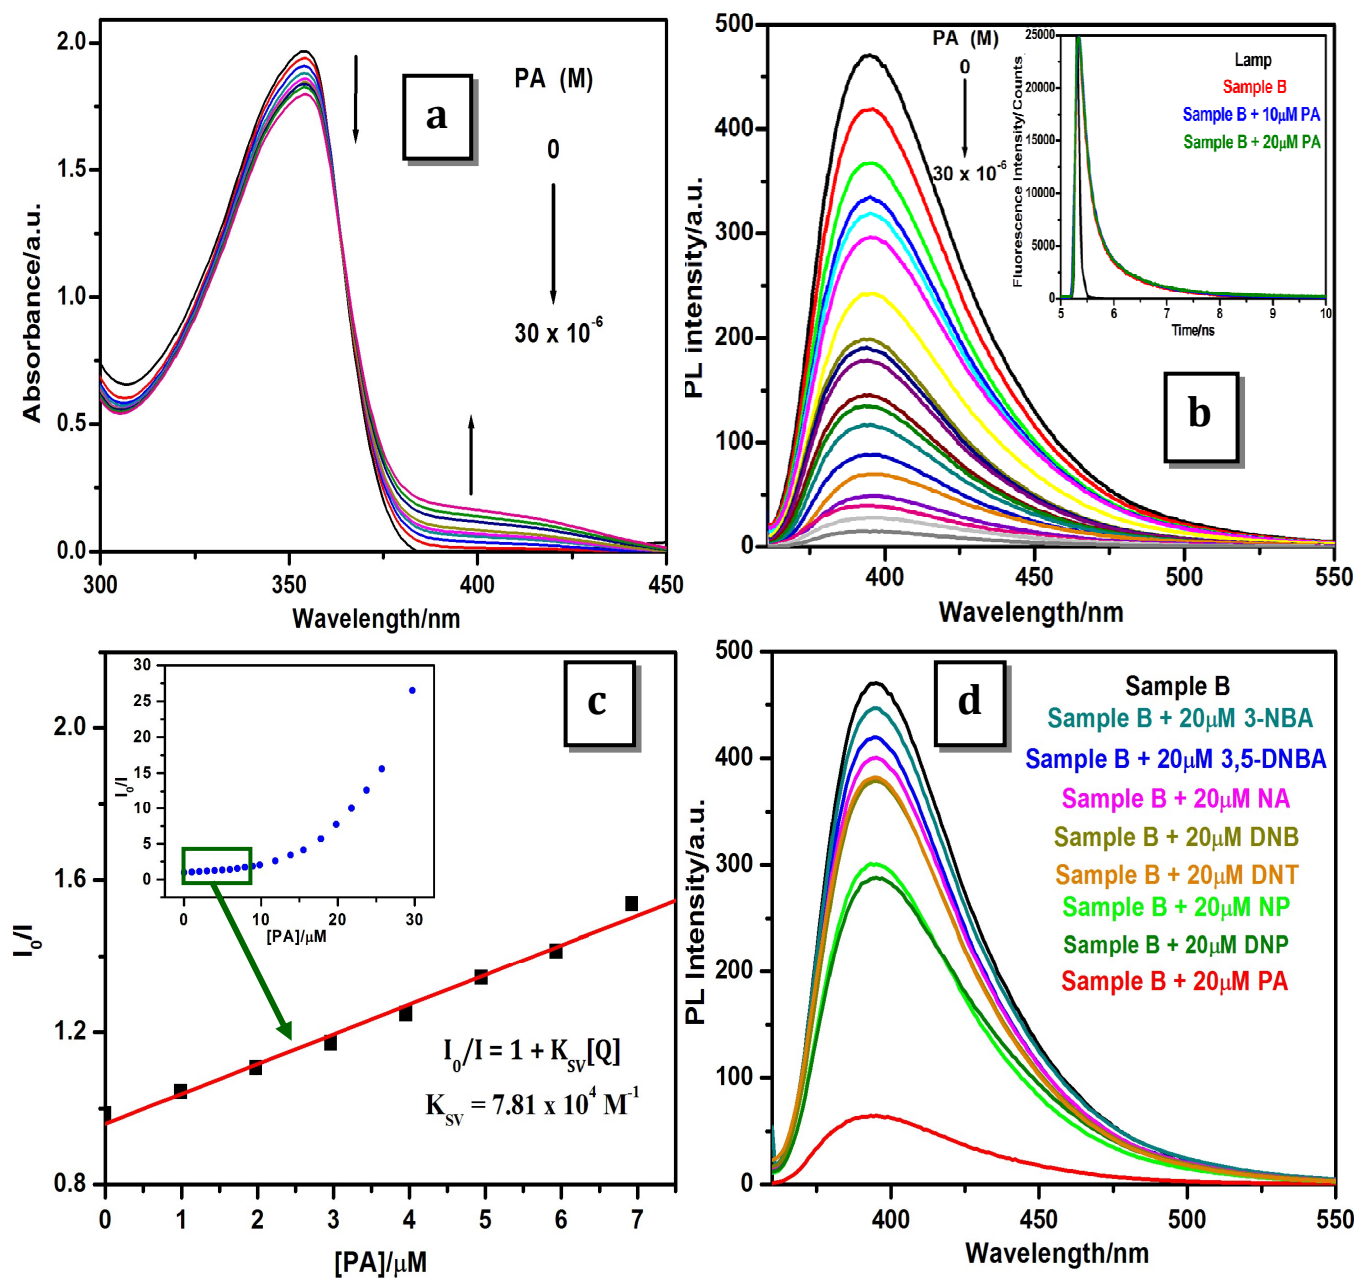 a
Absorbance/a.u.
2.0
1.5
1.0
0.5
0.0
300
350
400
450
Wavelength/nm
PA (M)
0
30 x 10⁻⁶
b
PL intensity/a.u.
500
400
300
200
100
0
400
450
500
550
Wavelength/nm
PA (M)
0
30 x 10⁻⁶
Fluorescence Intensity/Counts
25000
20000
15000
10000
5000
0
5
6
7
8
9
10
Time/ns
Lamp
Sample B
Sample B + 10μM PA
Sample B + 20μM PA
c
I₀/I
2.0
1.6
1.2
0.8
0
1
2
3
4
5
6
7
[PA]/μM
I₀/I
30
25
20
15
10
5
0
0
10
20
30
[PA]/μM
I₀/I = 1 + K_SV[Q]
K_SV = 7.81 x 10⁴ M⁻¹
d
PL Intensity/a.u.
500
400
300
200
100
0
400
450
500
550
Wavelength/nm
Sample B
Sample B + 20μM 3-NBA
Sample B + 20μM 3,5-DNBA
Sample B + 20μM NA
Sample B + 20μM DNB
Sample B + 20μM DNT
Sample B + 20μM NP
Sample B + 20μM DNP
Sample B + 20μM PA